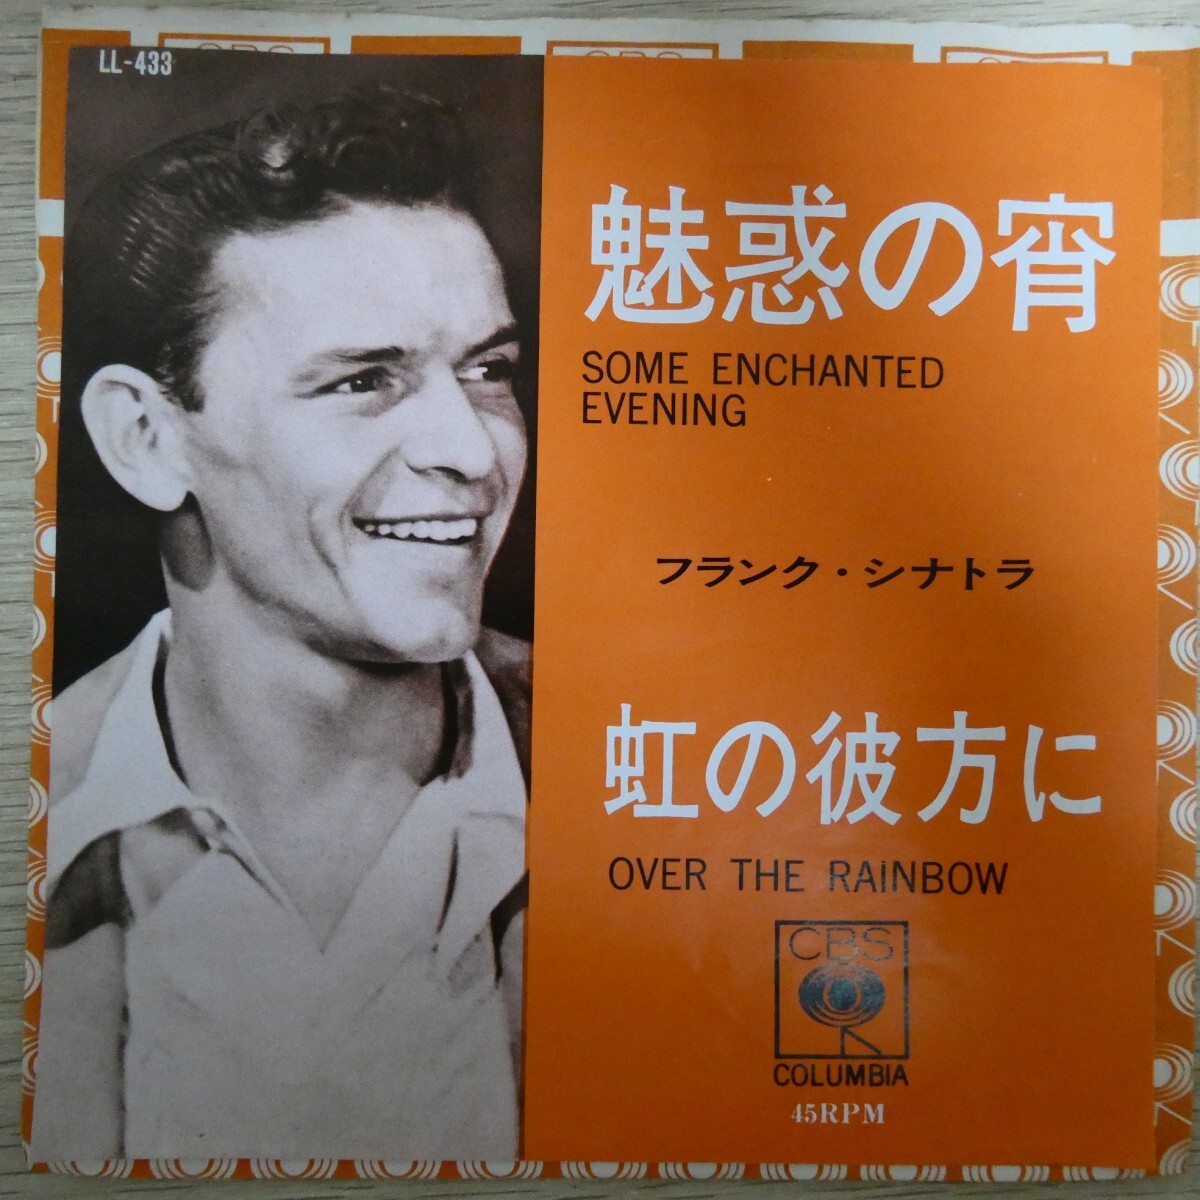 LL-433
魅惑の宵
SOME ENCHANTED
EVENING
フランク・シナトラ
虹の彼方に
OVER THE RAINBOW
CBS
COLUMBIA
45RPM